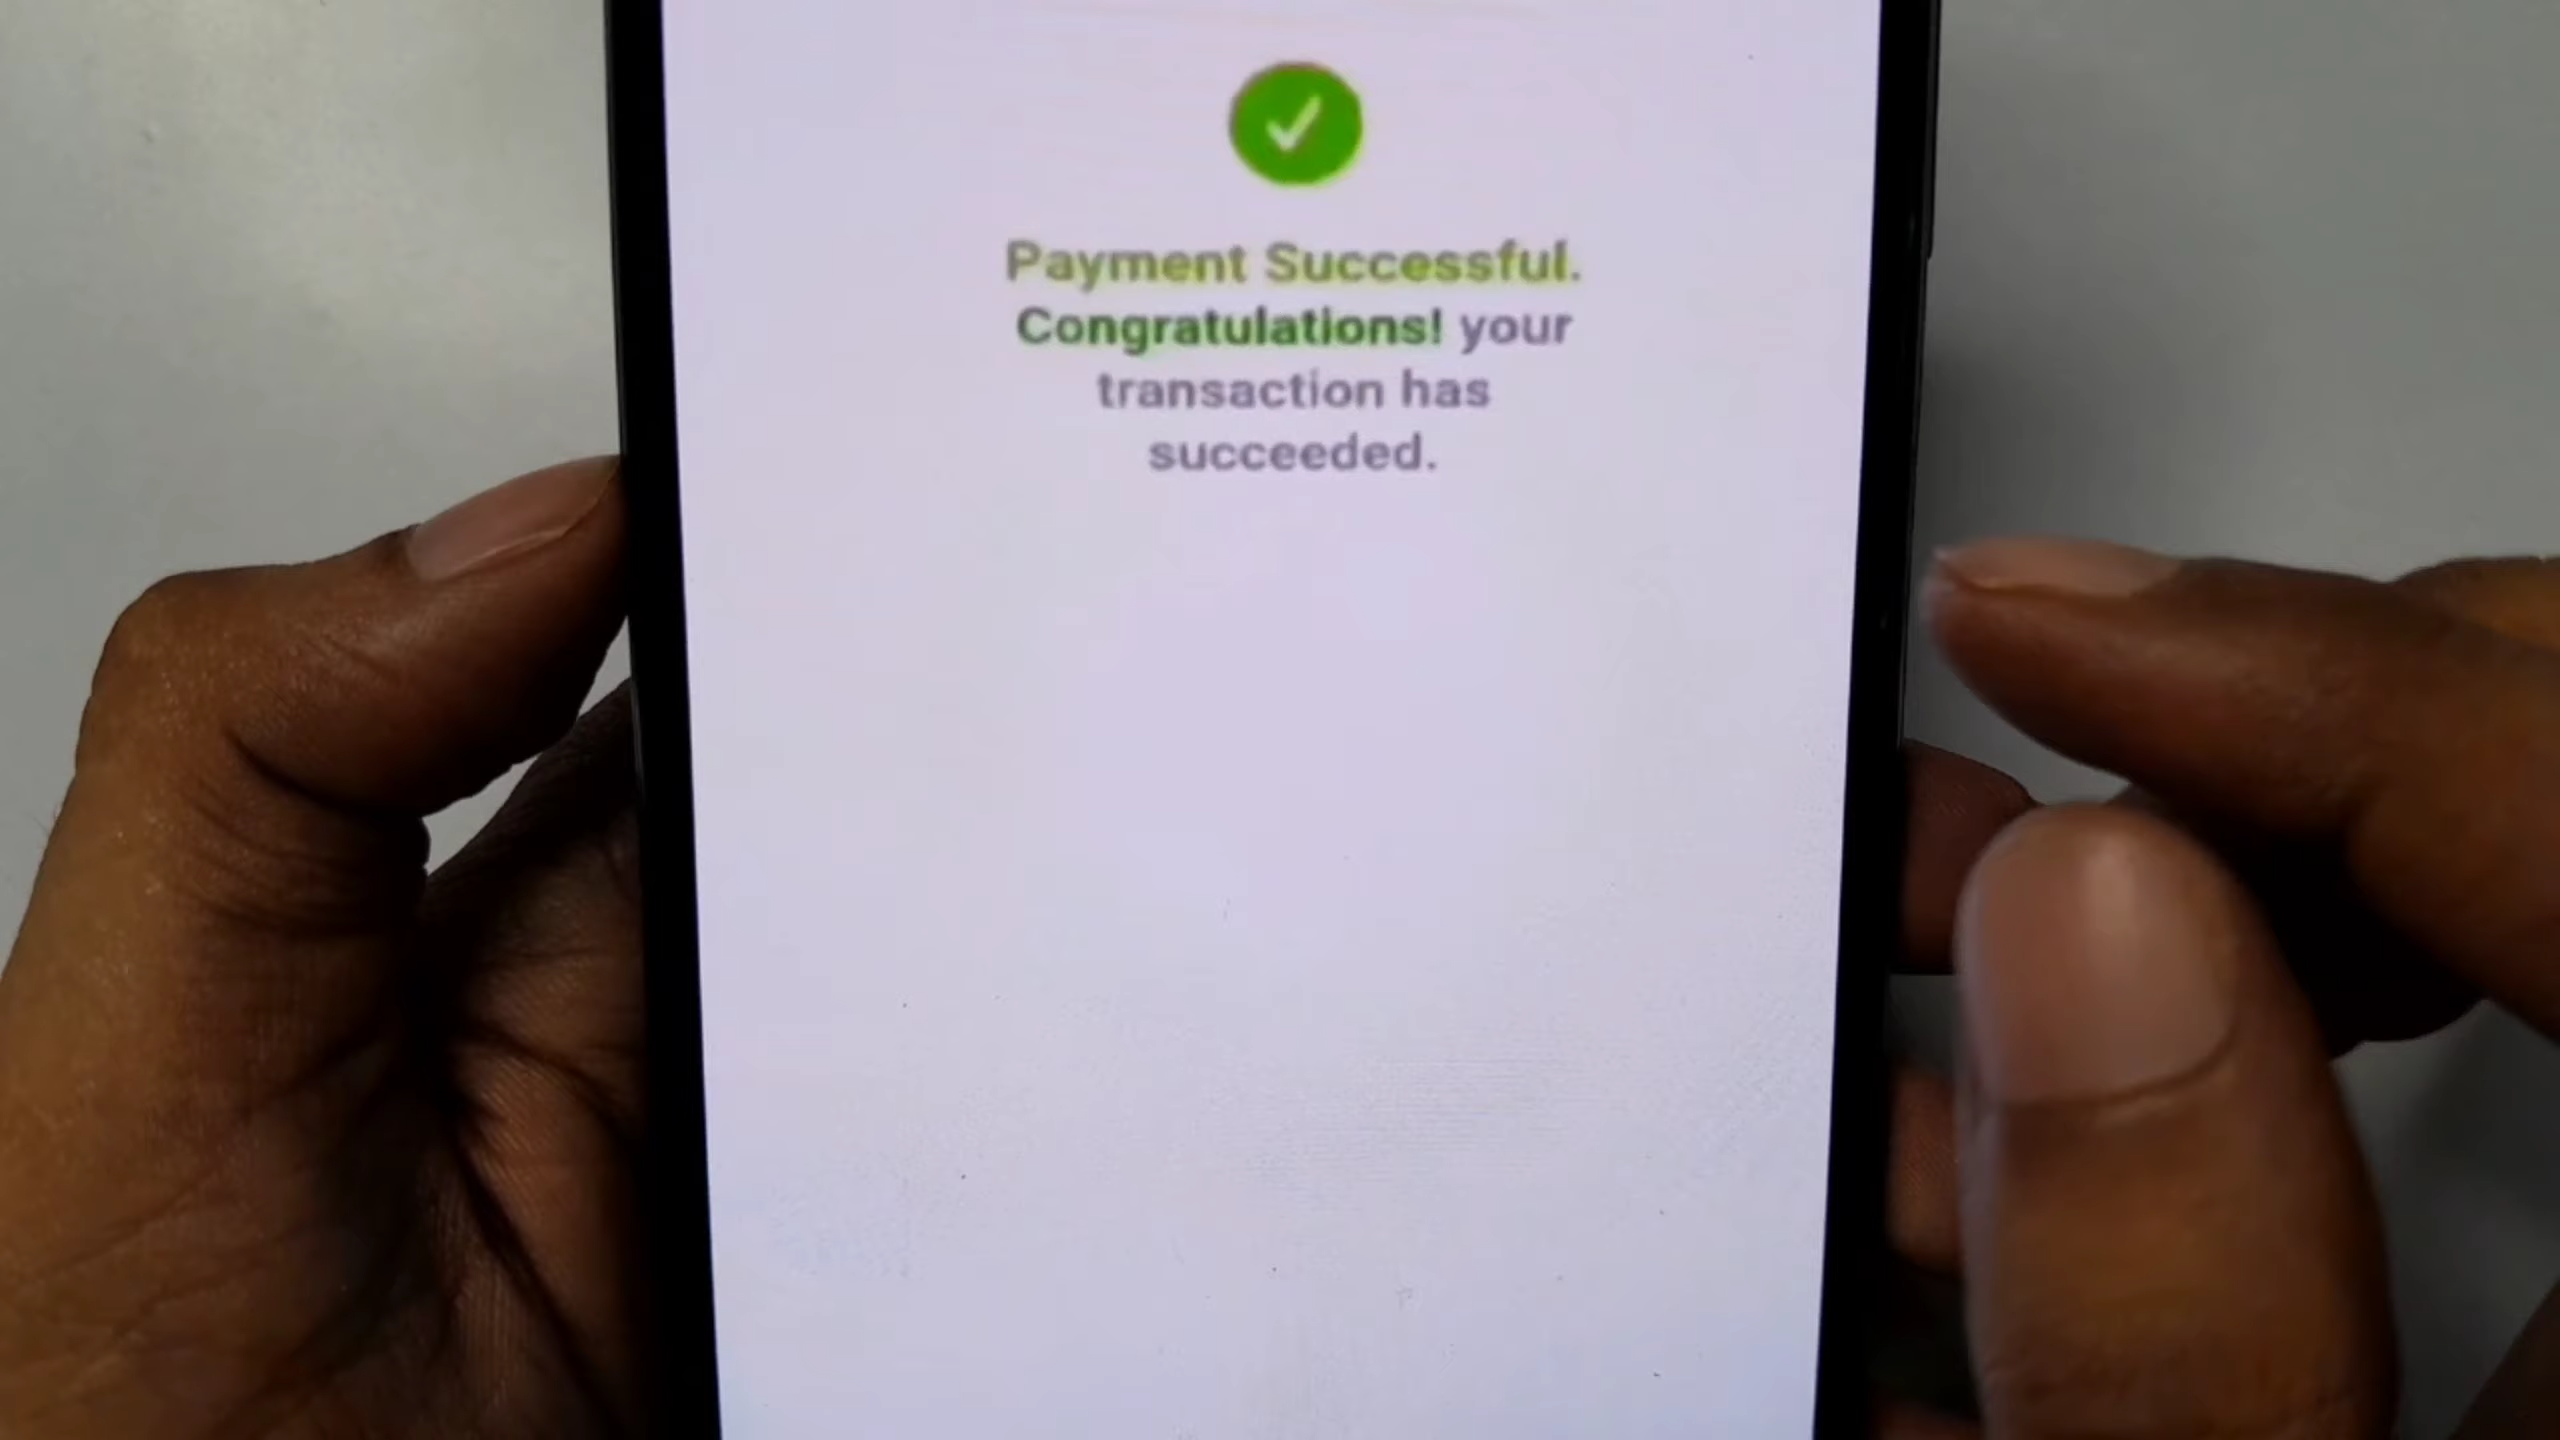 Payment Successful.
Congratulations! your
transaction has
succeeded.